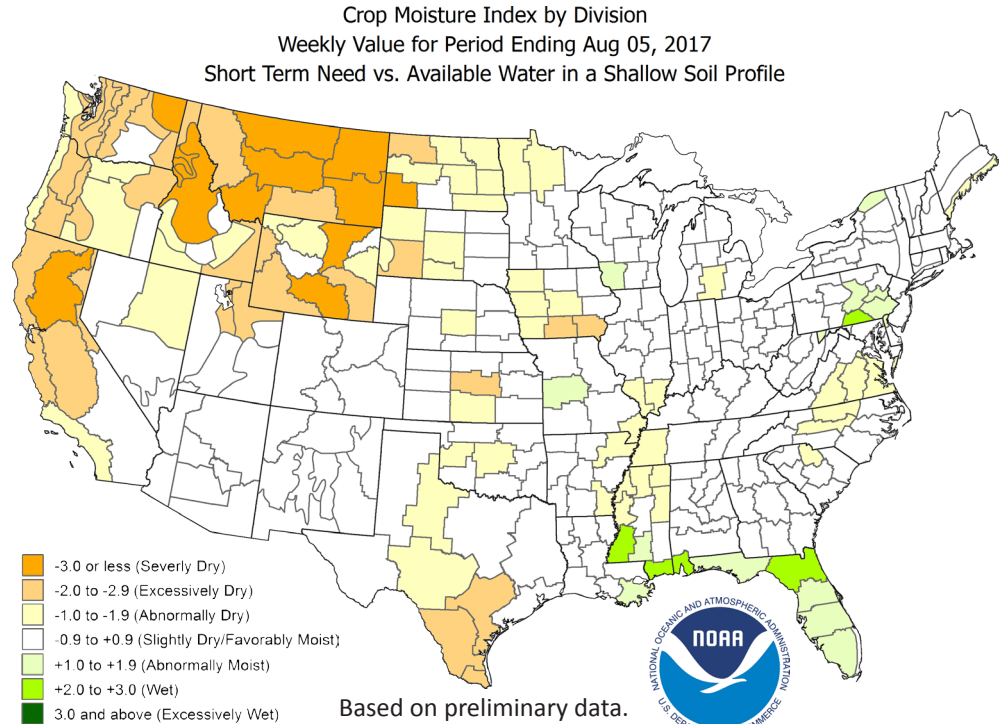 Crop Moisture Index by Division
Weekly Value for Period Ending Aug 05, 2017
Short Term Need vs. Available Water in a Shallow Soil Profile
-3.0 or less (Severly Dry)
-2.0 to -2.9 (Excessively Dry)
-1.0 to -1.9 (Abnormally Dry)
-0.9 to +0.9 (Slightly Dry/Favorably Moist)
+1.0 to +1.9 (Abnormally Moist)
+2.0 to +3.0 (Wet)
3.0 and above (Excessively Wet)
Based on preliminary data.
NATIONAL OCEANIC AND ATMOSPHERIC ADMINISTRATION
NOAA
U.S. DEP MMERCE